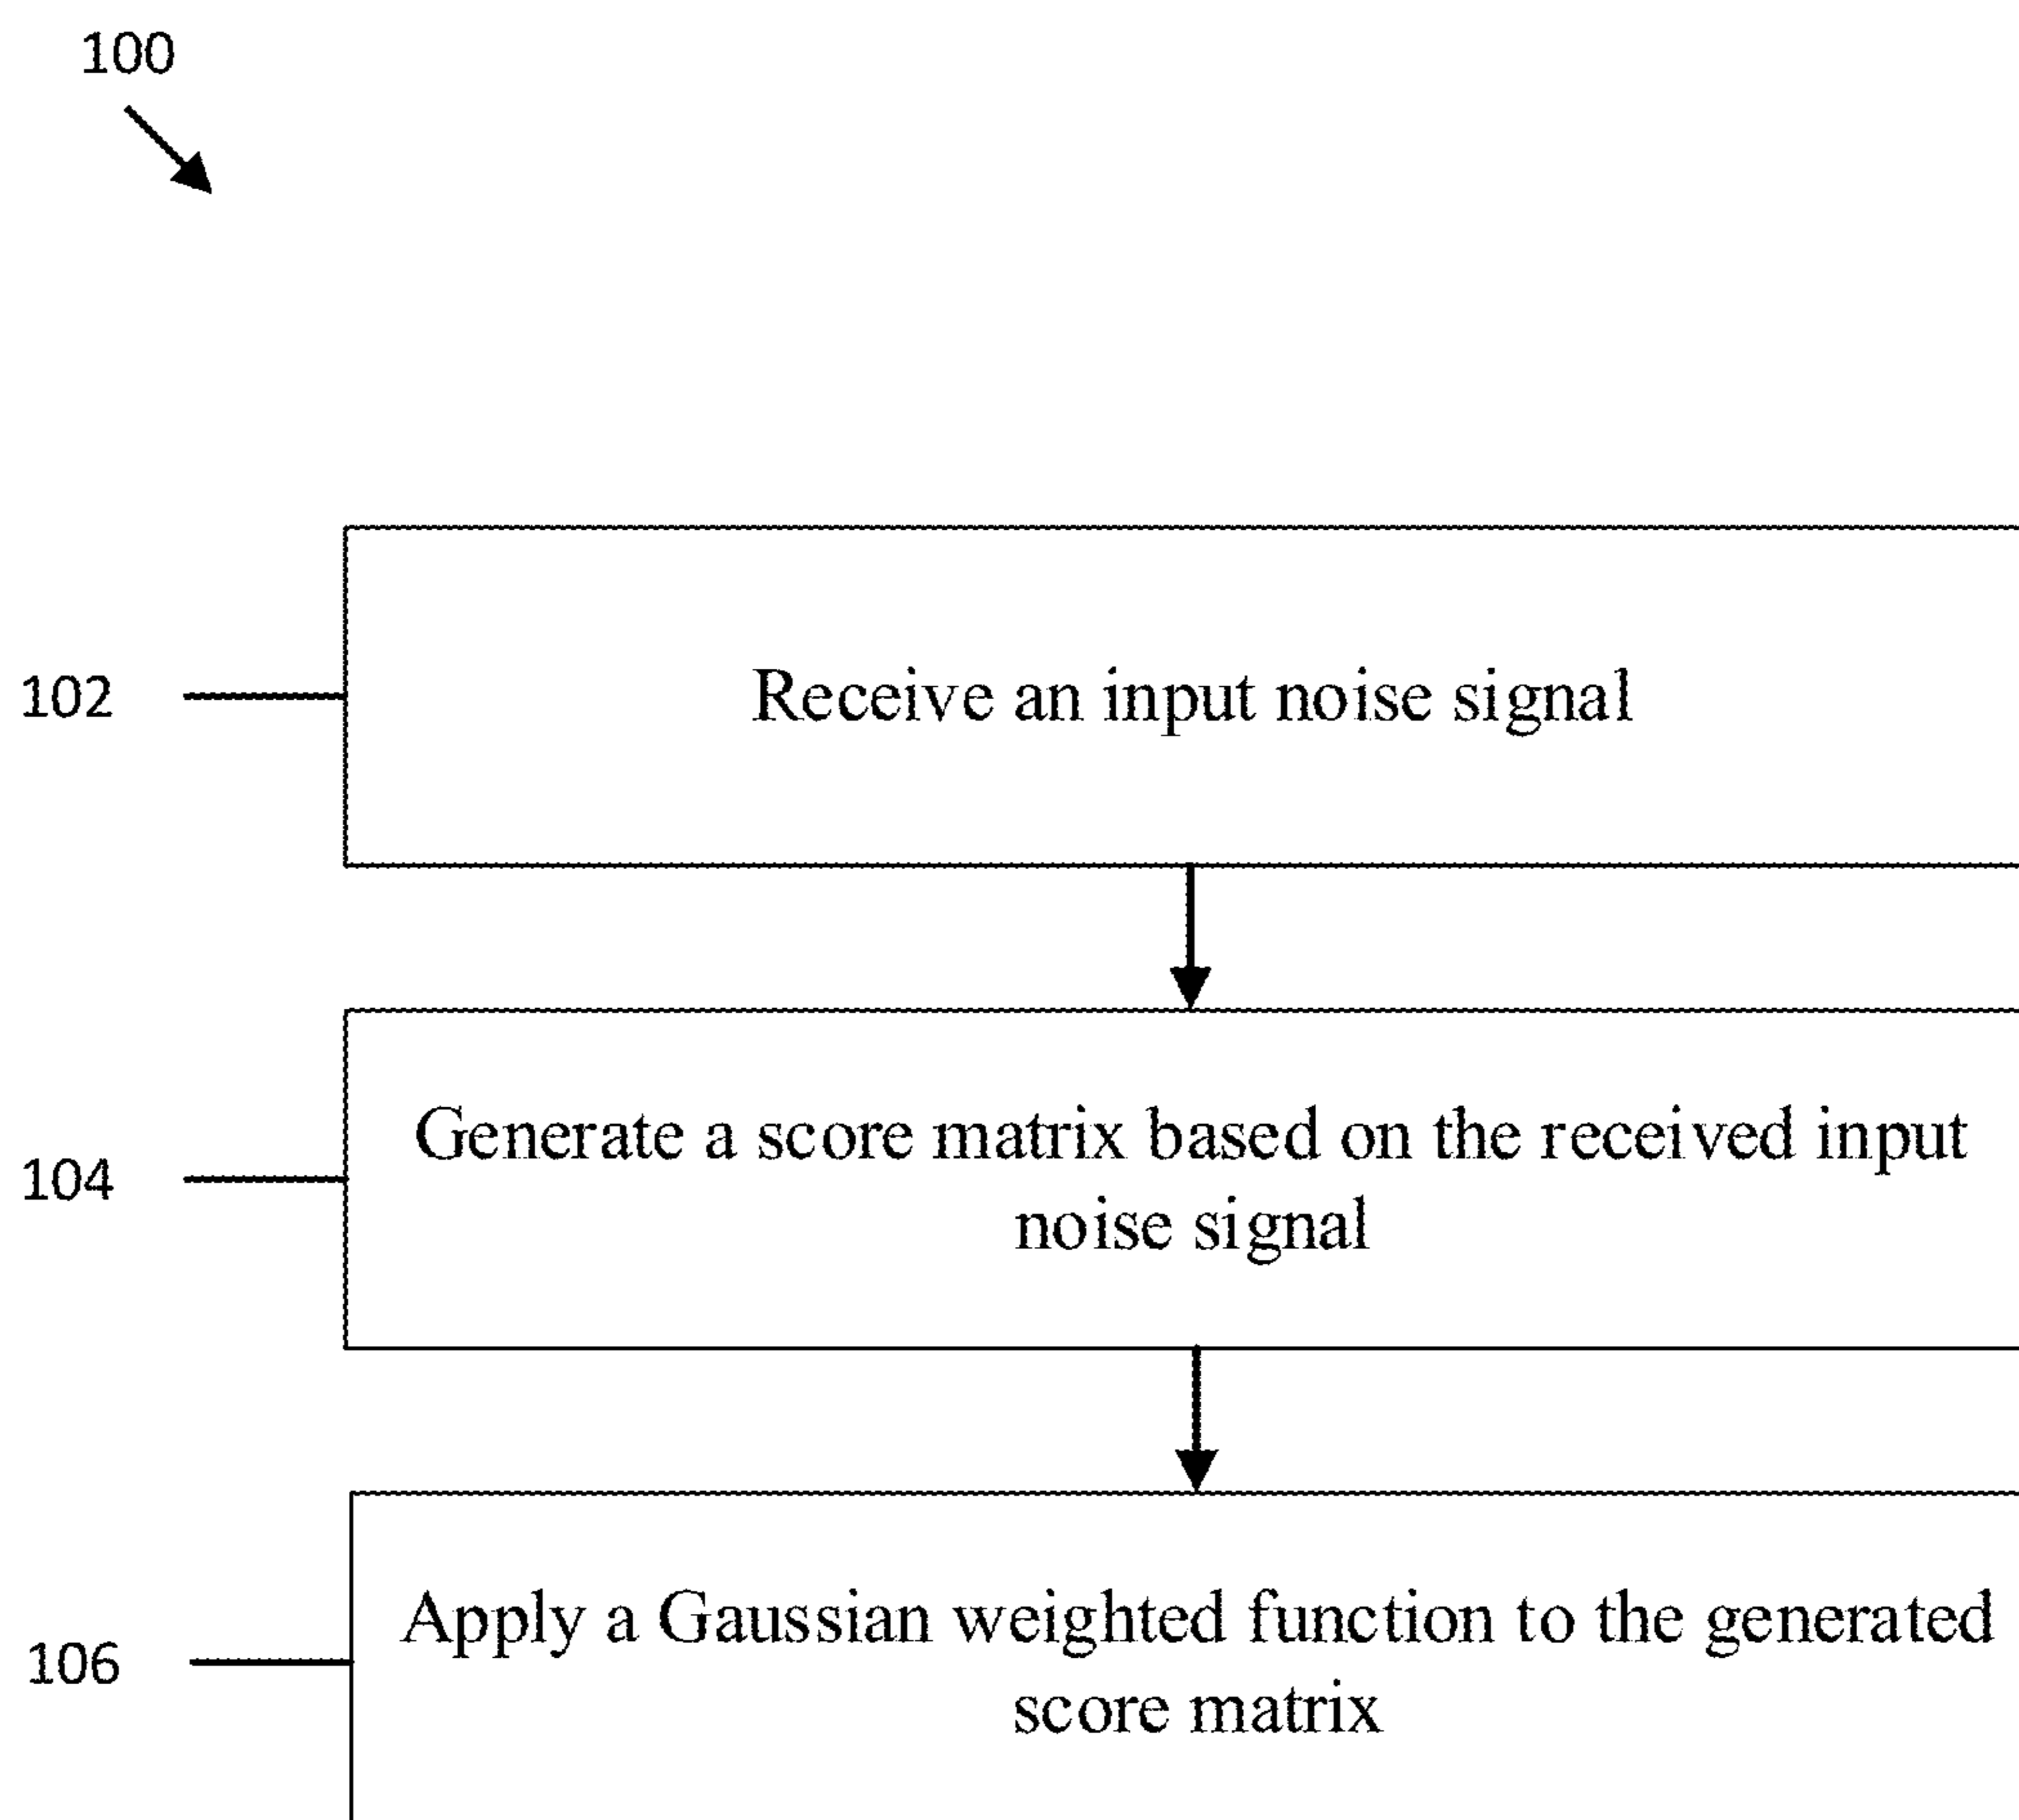 100
102
Receive an input noise signal
104
Generate a score matrix based on the received input
noise signal
106
Apply a Gaussian weighted function to the generated
score matrix